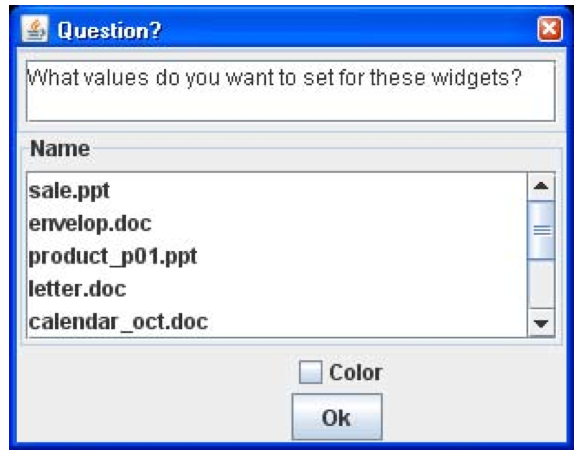 Question?
What values do you want to set for these widgets?
Name
sale.ppt
envelop.doc
product_p01.ppt
letter.doc
calendar_oct.doc
Color
Ok